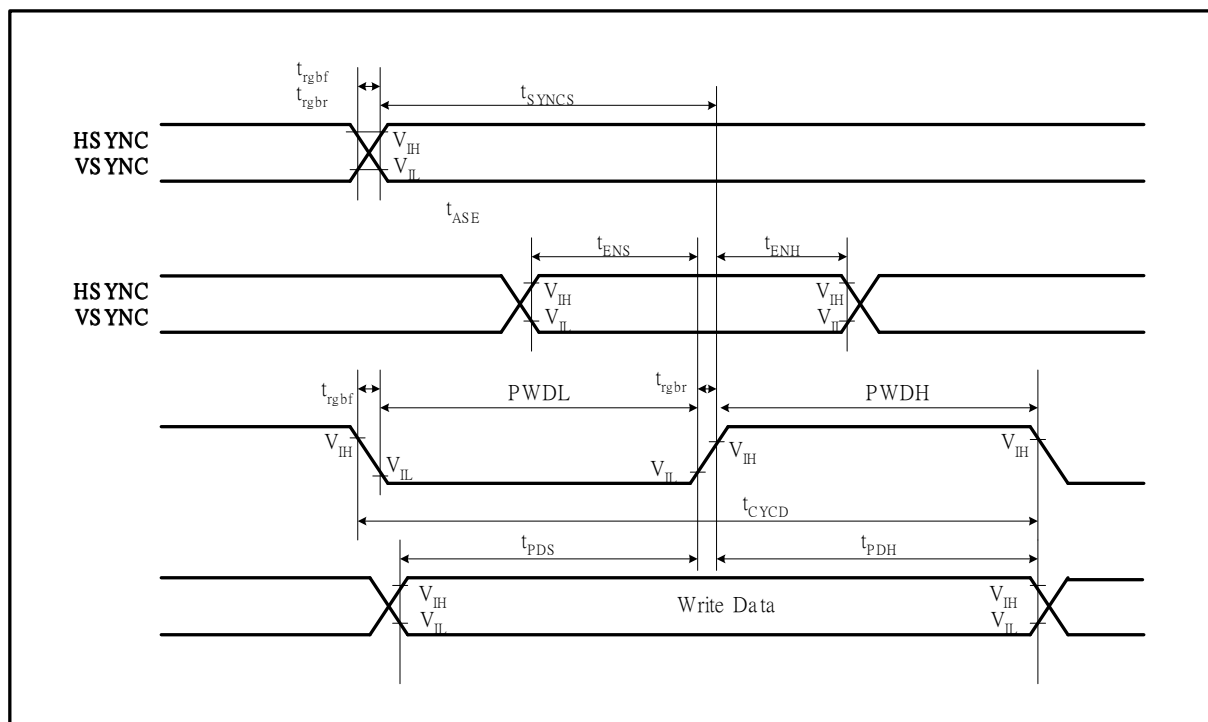 trgbf
trgbr
tSYNCS
HSYNC
VSYNC
VIH
VIL
tASE
tENS
tENH
HSYNC
VSYNC
VIH
VIL
VIH
VIL
trgbf
PWDL
trgbr
PWDH
VIH
VIL
VIL
VIH
VIH
tCYCD
tPDS
tPDH
VIH
VIL
Write Data
VIH
VIL